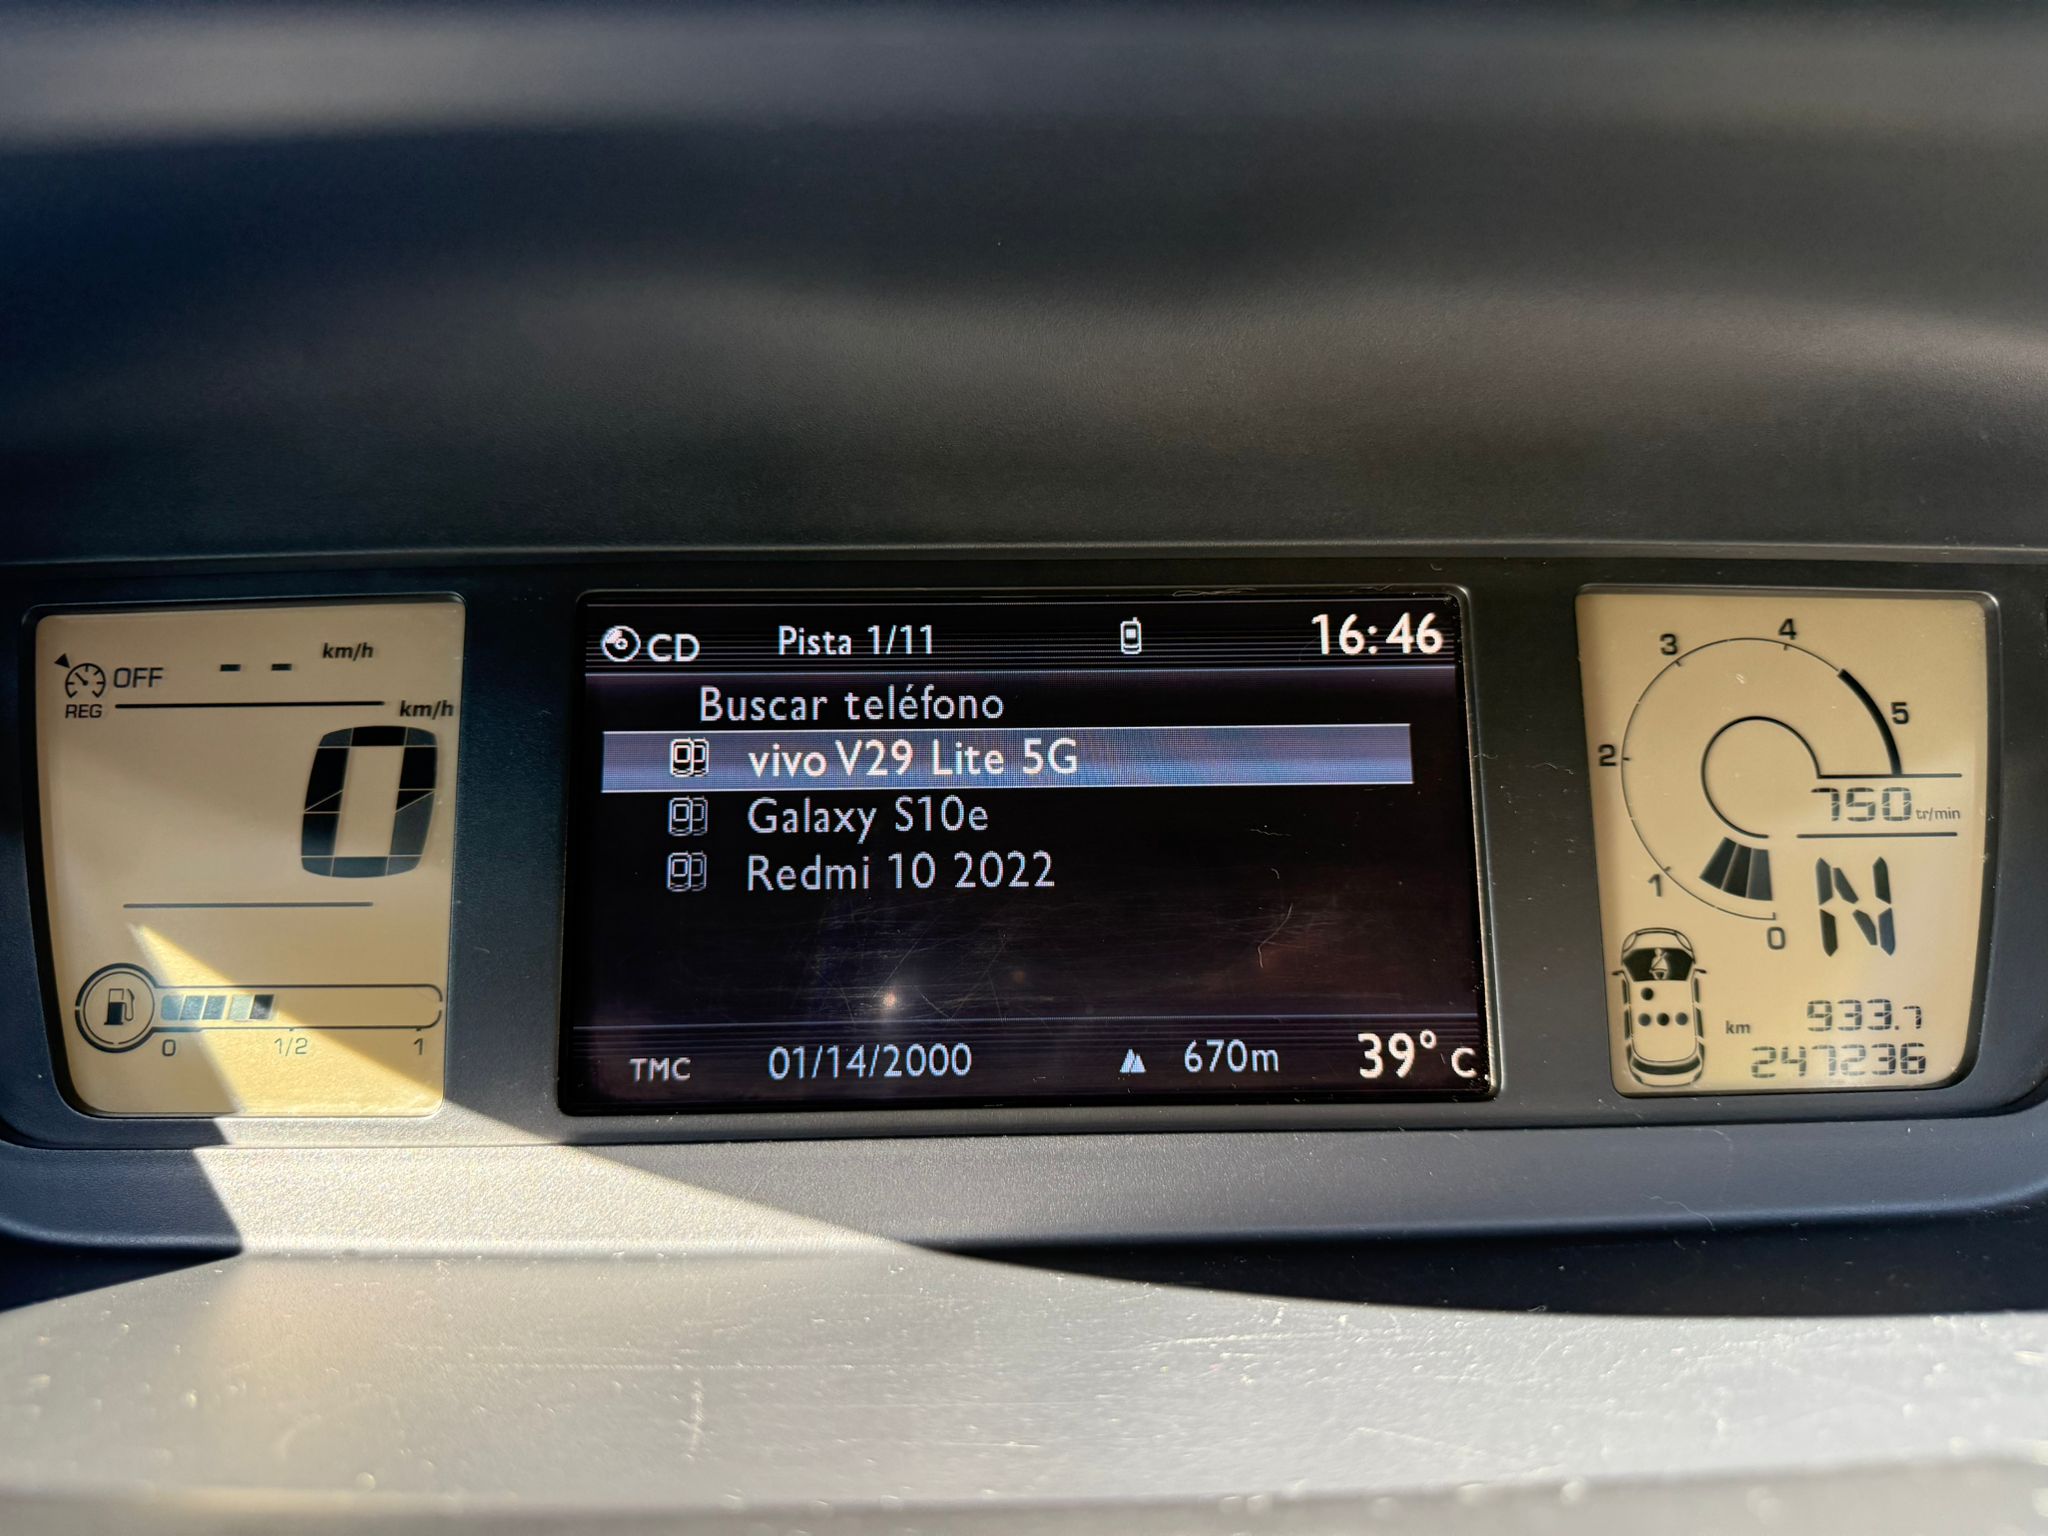 OFF -- km/h
REG
km/h
0
0 1/2 1
CD Pista 1/11 16:46
Buscar teléfono
vivo V29 Lite 5G
Galaxy S10e
Redmi 10 2022
TMC 01/14/2000 670m 39° C
3 4
5
2
750 tr/min
1
0
N
km 933.7
247236